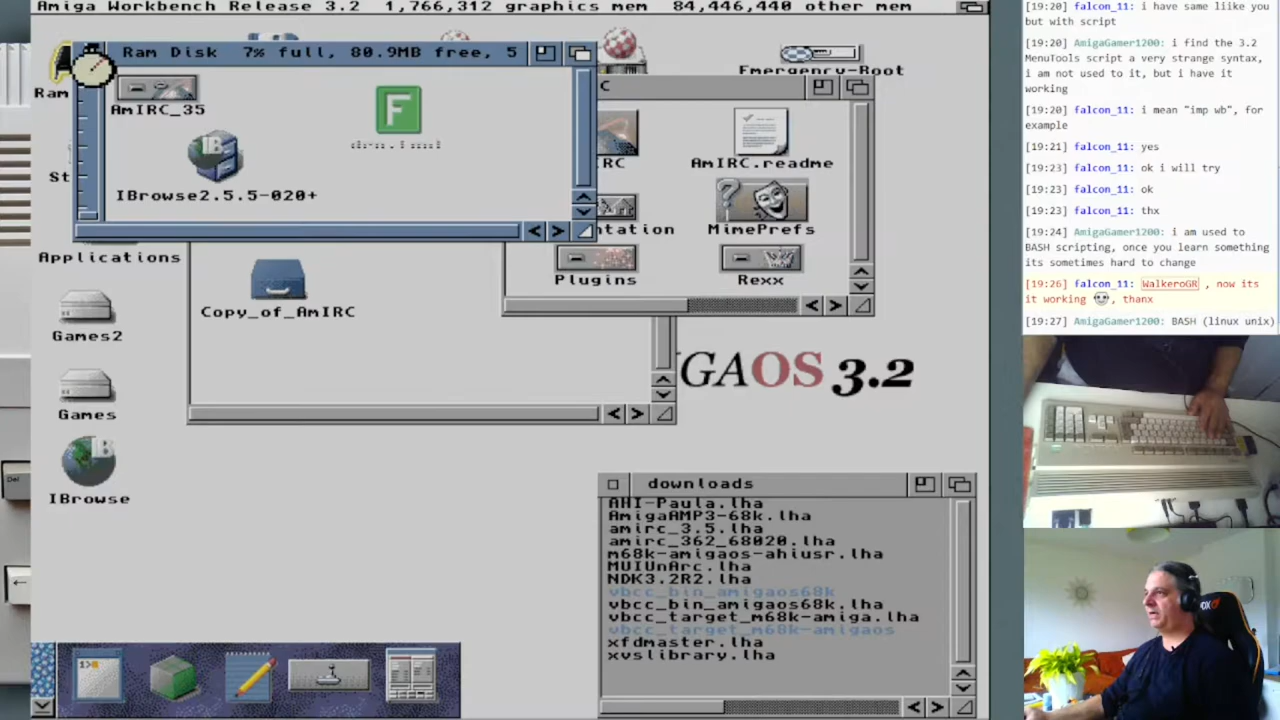 Amiga Workbench Release 3.2 1,766,312 graphics mem 84,446,440 other mem
Ram Disk 7% full, 80.9MB free, 5
Ram
AmIRC_35
IBrowse2.5.5-020+
F
IB
C
Emergency-Root
AmIRC.readme
MimePrefs
Plugins
Rexx
Applications
Copy_of_AmIRC
Games2
Games
IBrowse
OS 3.2
downloads
AHI-Paula.lha
AmigaAMP3-68k.lha
amirc_3.5.lha
amirc_362_68020.lha
m68k-amigaos-ahiusr.lha
MUIUnArc.lha
NDK3.2R2.lha
vbcc_bin_amigaos68k
vbcc_bin_amigaos68k.lha
vbcc_target_m68k-amiga.lha
vbcc_target_m68k-amigaos
xfdmaster.lha
xvslibrary.lha
Del
[19:20] falcon_11: i have same liike you
but with script
[19:20] AmigaGamer1200: i find the 3.2
MenuTools script a very strange syntax,
i am not used to it, but i have it
working
[19:20] falcon_11: i mean "imp wb", for
example
[19:21] falcon_11: yes
[19:23] falcon_11: ok i will try
[19:23] falcon_11: ok
[19:23] falcon_11: thx
[19:24] AmigaGamer1200: i am used to
BASH scripting, once you learn something
its sometimes hard to change
[19:26] falcon_11: WalkeroGR , now its
it working , thanx
[19:27] AmigaGamer1200: BASH (linux unix)